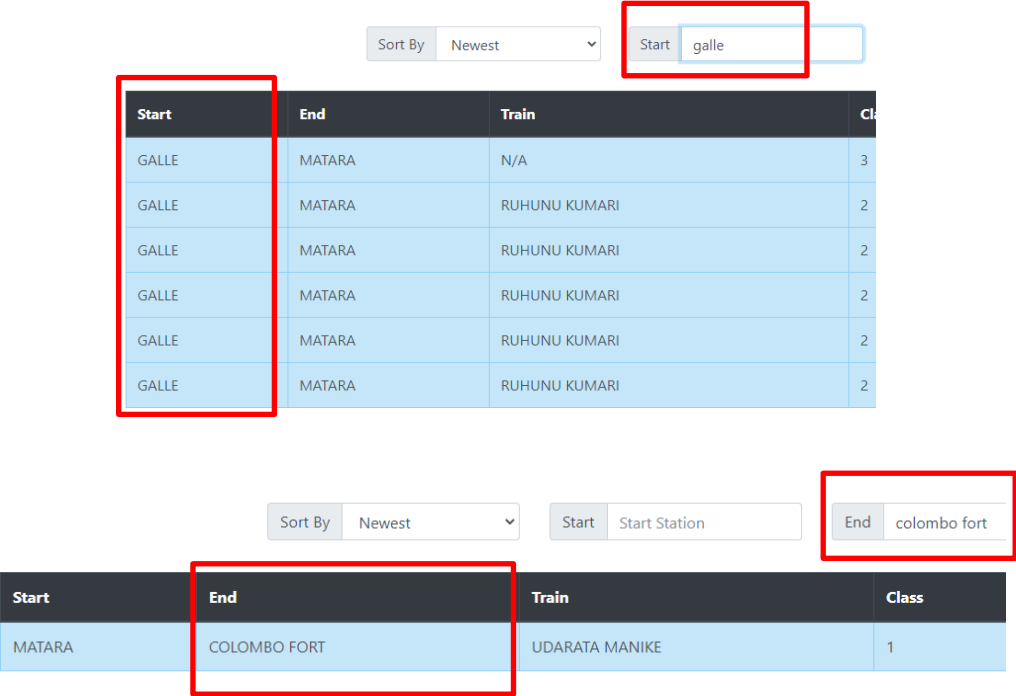 Sort By Newest Start galle
Start End Train
GALLE MATARA N/A 3
GALLE MATARA RUHUNU KUMARI 2
GALLE MATARA RUHUNU KUMARI 2
GALLE MATARA RUHUNU KUMARI 2
GALLE MATARA RUHUNU KUMARI 2
GALLE MATARA RUHUNU KUMARI 2
Sort By Newest Start Start Station End colombo fort
Start End Train Class
MATARA COLOMBO FORT UDARATA MANIKE 1